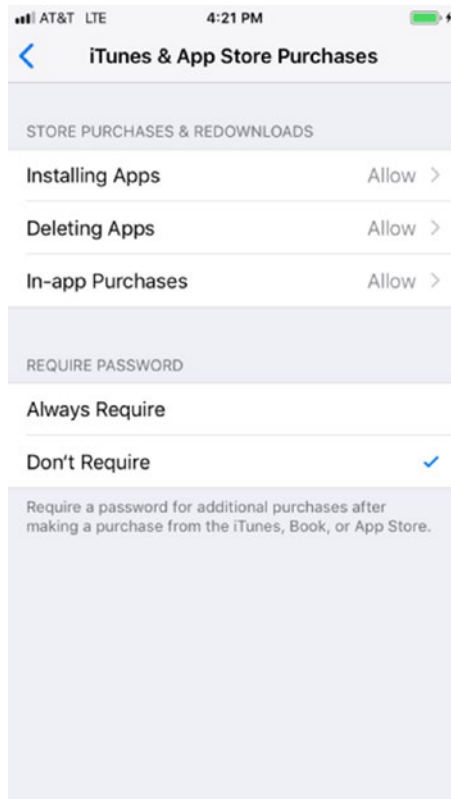 AT&T LTE 4:21 PM
iTunes & App Store Purchases
STORE PURCHASES & REDOWNLOADS
Installing Apps Allow
Deleting Apps Allow
In-app Purchases Allow
REQUIRE PASSWORD
Always Require
Don't Require
Require a password for additional purchases after
making a purchase from the iTunes, Book, or App Store.